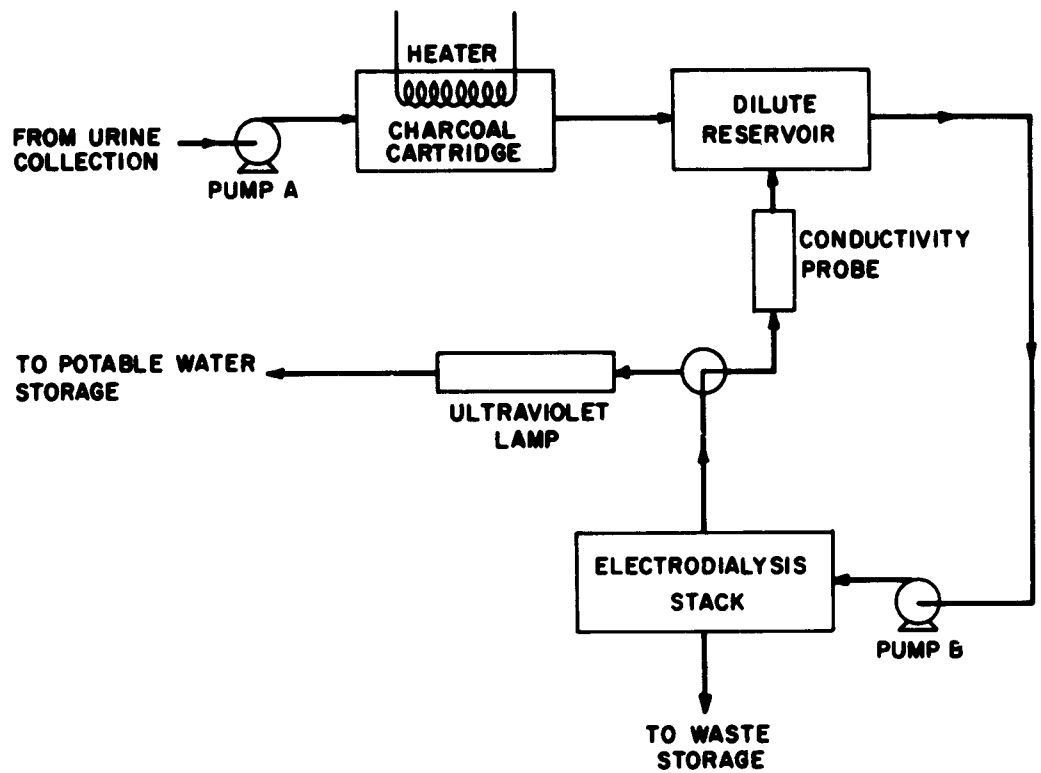 HEATER
CHARCOAL
CARTRIDGE
DILUTE
RESERVOIR
FROM URINE
COLLECTION
PUMP A
CONDUCTIVITY
PROBE
TO POTABLE WATER
STORAGE
ULTRAVIOLET
LAMP
ELECTRODIALYSIS
STACK
PUMP B
TO WASTE
STORAGE